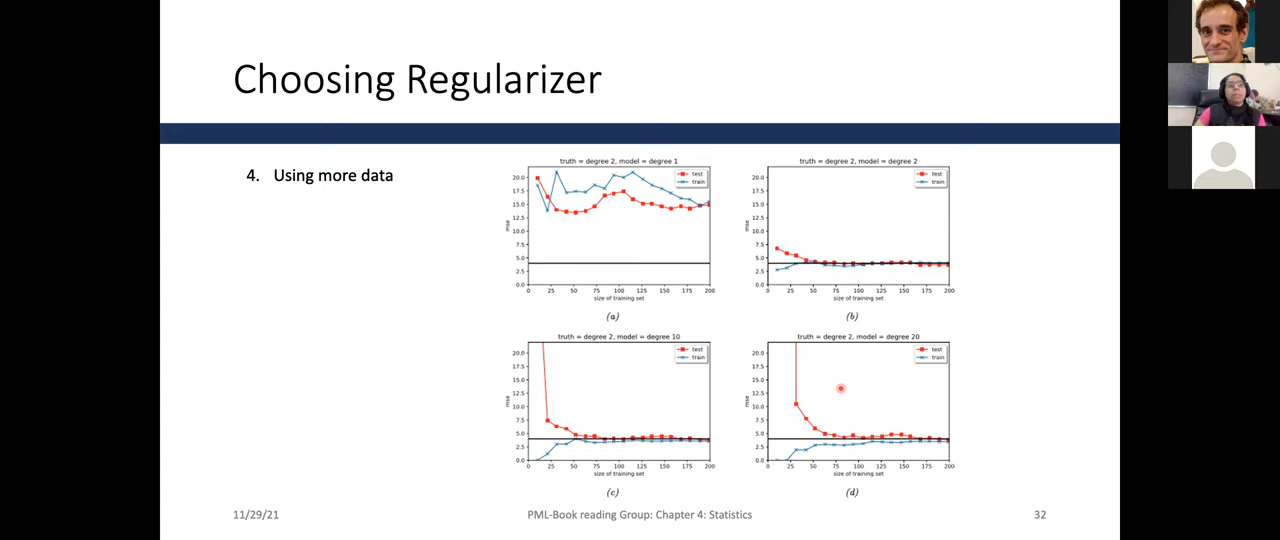 Choosing Regularizer
4. Using more data
truth = degree 2, model = degree 1
mse
20.0
17.5
15.0
12.5
10.0
7.5
5.0
2.5
0.0
test
train
0 25 50 75 100 125 150 175 200
size of training set
(a)
truth = degree 2, model = degree 2
mse
20.0
17.5
15.0
12.5
10.0
7.5
5.0
2.5
0.0
test
train
0 25 50 75 100 125 150 175 200
size of training set
(b)
truth = degree 2, model = degree 10
mse
20.0
17.5
15.0
12.5
10.0
7.5
5.0
2.5
0.0
test
train
0 25 50 75 100 125 150 175 200
size of training set
(c)
truth = degree 2, model = degree 20
mse
20.0
17.5
15.0
12.5
10.0
7.5
5.0
2.5
0.0
test
train
0 25 50 75 100 125 150 175 200
size of training set
(d)
11/29/21
PML-Book reading Group: Chapter 4: Statistics
32